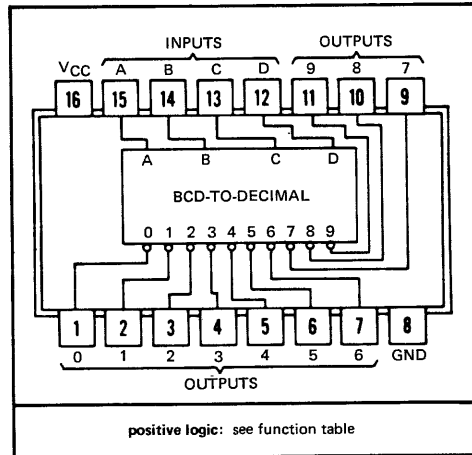 INPUTS OUTPUTS
VCC A B C D 9 8 7
16 15 14 13 12 11 10 9
A B C D
BCD-TO-DECIMAL
0 1 2 3 4 5 6 7 8 9
1 2 3 4 5 6 7 8
0 1 2 3 4 5 6 GND
OUTPUTS
positive logic: see function table